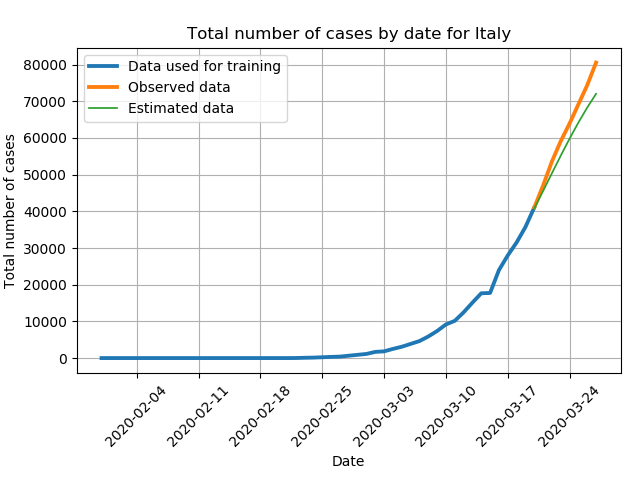 Total number of cases by date for Italy
Data used for training
Observed data
Estimated data
Total number of cases
80000
70000
60000
50000
40000
30000
20000
10000
0
2020-02-04
2020-02-11
2020-02-18
2020-02-25
2020-03-03
2020-03-10
2020-03-17
2020-03-24
Date